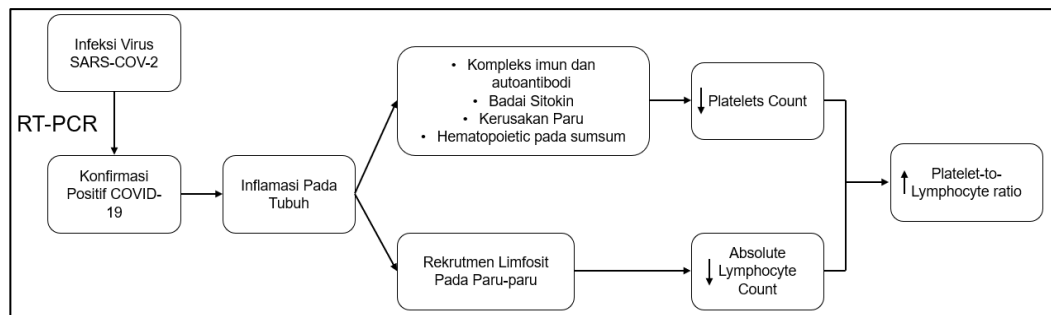 Infeksi Virus
SARS-COV-2
RT-PCR
Konfirmasi
Positif COVID-
19
Inflamasi Pada
Tubuh
• Kompleks imun dan
autoantibodi
• Badai Sitokin
• Kerusakan Paru
• Hematopoietic pada sumsum
↓ Platelets Count
Rekrutmen Limfosit
Pada Paru-paru
↓ Absolute
Lymphocyte
Count
↑ Platelet-to-
Lymphocyte ratio